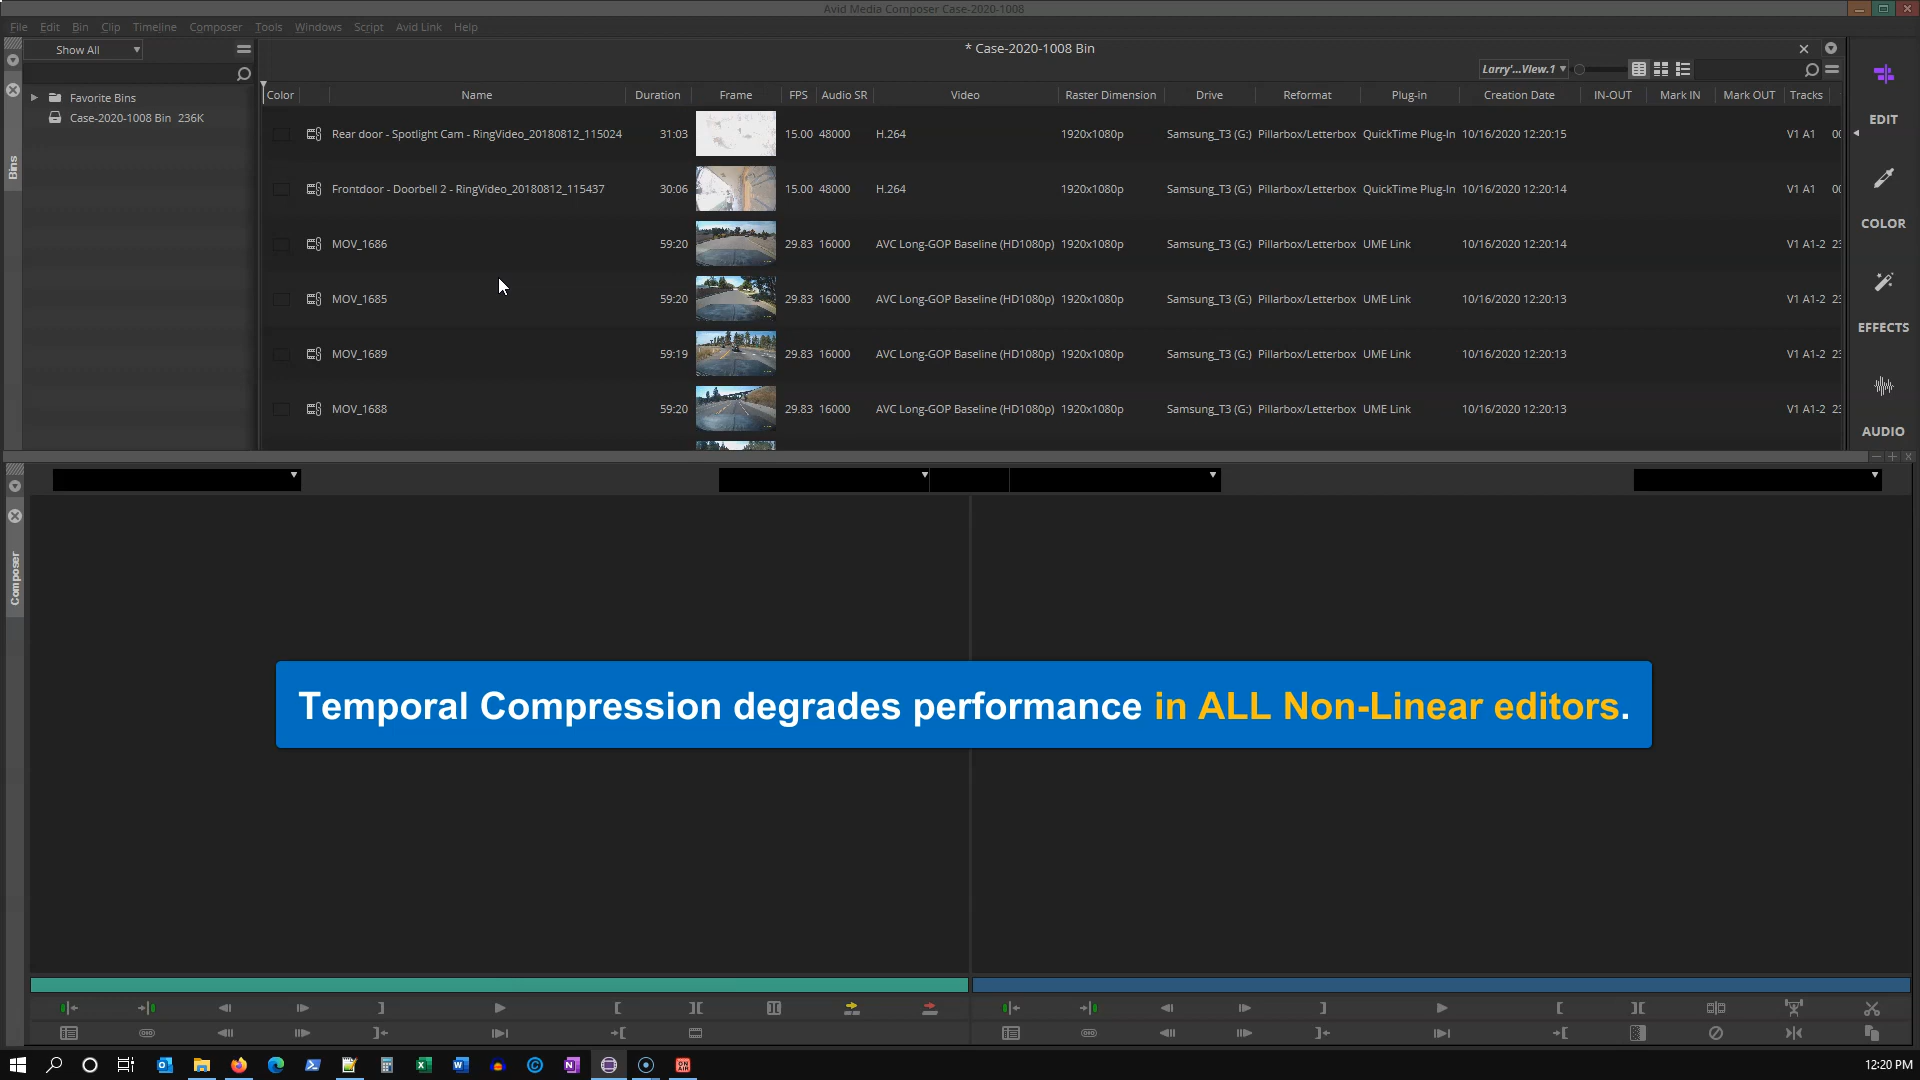 Avid Media Composer Case-2020-1008
File Edit Bin Clip Timeline Composer Tools Windows Script Avid Link Help
Show All
* Case-2020-1008 Bin
Larry'...View.1
Favorite Bins
Case-2020-1008 Bin 236K
Bins
Color Name Duration Frame FPS Audio SR Video Raster Dimension Drive Reformat Plug-in Creation Date IN-OUT Mark IN Mark OUT Tracks
Rear door - Spotlight Cam - RingVideo_20180812_115024 31:03 15.00 48000 H.264 1920x1080p Samsung_T3 (G:) Pillarbox/Letterbox QuickTime Plug-In 10/16/2020 12:20:15 V1 A1 00
Frontdoor - Doorbell 2 - RingVideo_20180812_115437 30:06 15.00 48000 H.264 1920x1080p Samsung_T3 (G:) Pillarbox/Letterbox QuickTime Plug-In 10/16/2020 12:20:14 V1 A1 00
MOV_1686 59:20 29.83 16000 AVC Long-GOP Baseline (HD1080p) 1920x1080p Samsung_T3 (G:) Pillarbox/Letterbox UME Link 10/16/2020 12:20:14 V1 A1-2 23
MOV_1685 59:20 29.83 16000 AVC Long-GOP Baseline (HD1080p) 1920x1080p Samsung_T3 (G:) Pillarbox/Letterbox UME Link 10/16/2020 12:20:13 V1 A1-2 23
MOV_1689 59:19 29.83 16000 AVC Long-GOP Baseline (HD1080p) 1920x1080p Samsung_T3 (G:) Pillarbox/Letterbox UME Link 10/16/2020 12:20:13 V1 A1-2 23
MOV_1688 59:20 29.83 16000 AVC Long-GOP Baseline (HD1080p) 1920x1080p Samsung_T3 (G:) Pillarbox/Letterbox UME Link 10/16/2020 12:20:13 V1 A1-2 23
EDIT
COLOR
EFFECTS
AUDIO
Composer
Temporal Compression degrades performance in ALL Non-Linear editors.
ON AIR
12:20 PM